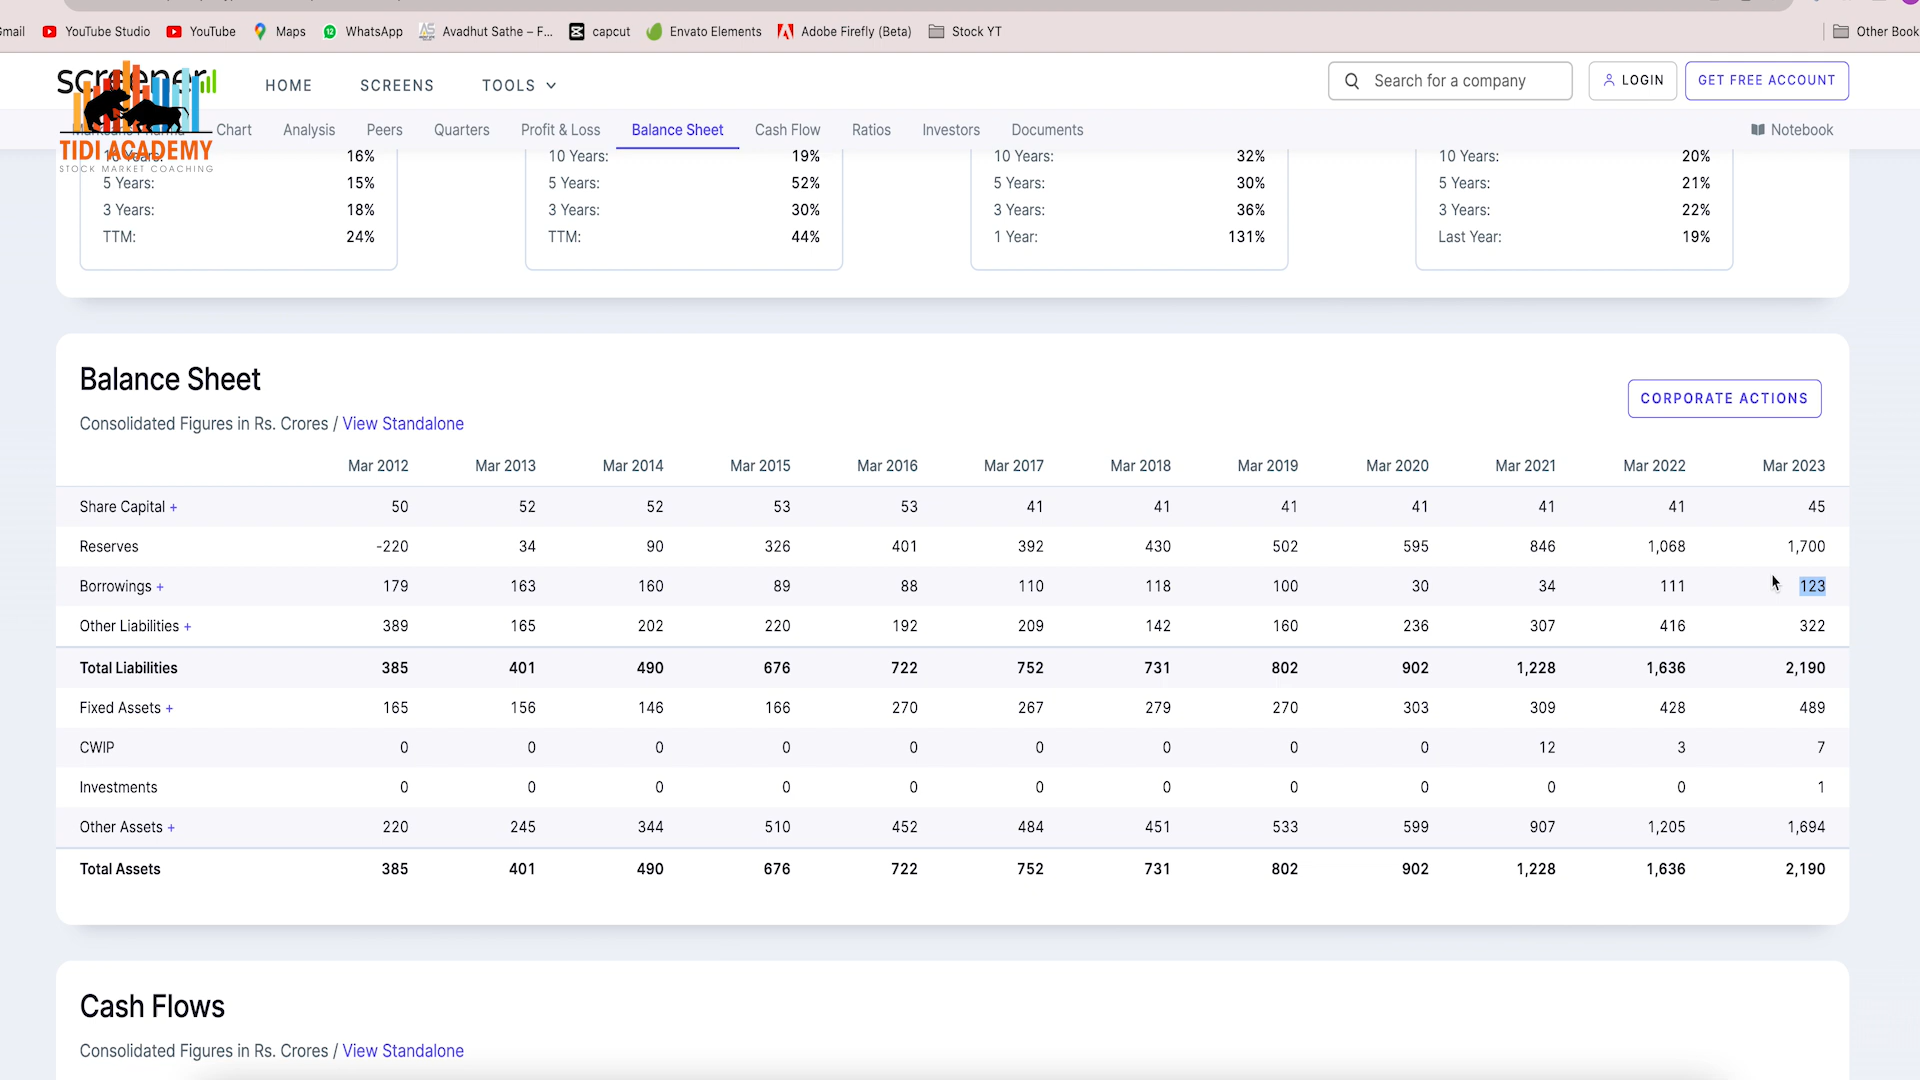 Gmail YouTube Studio YouTube Maps WhatsApp Avadhut Sathe – F... capcut Envato Elements Adobe Firefly (Beta) Stock YT Other Book
screener HOME SCREENS TOOLS Search for a company LOGIN GET FREE ACCOUNT
Chart Analysis Peers Quarters Profit & Loss Balance Sheet Cash Flow Ratios Investors Documents Notebook
TIDI ACADEMY
STOCK MARKET COACHING
10 Years: 16% 10 Years: 19% 10 Years: 32% 10 Years: 20%
5 Years: 15% 5 Years: 52% 5 Years: 30% 5 Years: 21%
3 Years: 18% 3 Years: 30% 3 Years: 36% 3 Years: 22%
TTM: 24% TTM: 44% 1 Year: 131% Last Year: 19%
Balance Sheet
CORPORATE ACTIONS
Consolidated Figures in Rs. Crores / View Standalone
Mar 2012 Mar 2013 Mar 2014 Mar 2015 Mar 2016 Mar 2017 Mar 2018 Mar 2019 Mar 2020 Mar 2021 Mar 2022 Mar 2023
Share Capital + 50 52 52 53 53 41 41 41 41 41 41 45
Reserves -220 34 90 326 401 392 430 502 595 846 1,068 1,700
Borrowings + 179 163 160 89 88 110 118 100 30 34 111 123
Other Liabilities + 389 165 202 220 192 209 142 160 236 307 416 322
Total Liabilities 385 401 490 676 722 752 731 802 902 1,228 1,636 2,190
Fixed Assets + 165 156 146 166 270 267 279 270 303 309 428 489
CWIP 0 0 0 0 0 0 0 0 0 12 3 7
Investments 0 0 0 0 0 0 0 0 0 0 0 1
Other Assets + 220 245 344 510 452 484 451 533 599 907 1,205 1,694
Total Assets 385 401 490 676 722 752 731 802 902 1,228 1,636 2,190
Cash Flows
Consolidated Figures in Rs. Crores / View Standalone